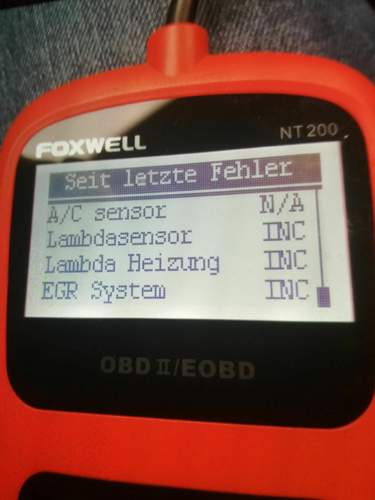 FOXWELL
NT200
Seit letzte Fehler
A/C sensor N/A
Lambdasensor INC
Lambda Heizung INC
EGR System INC
OBD II/EOBD